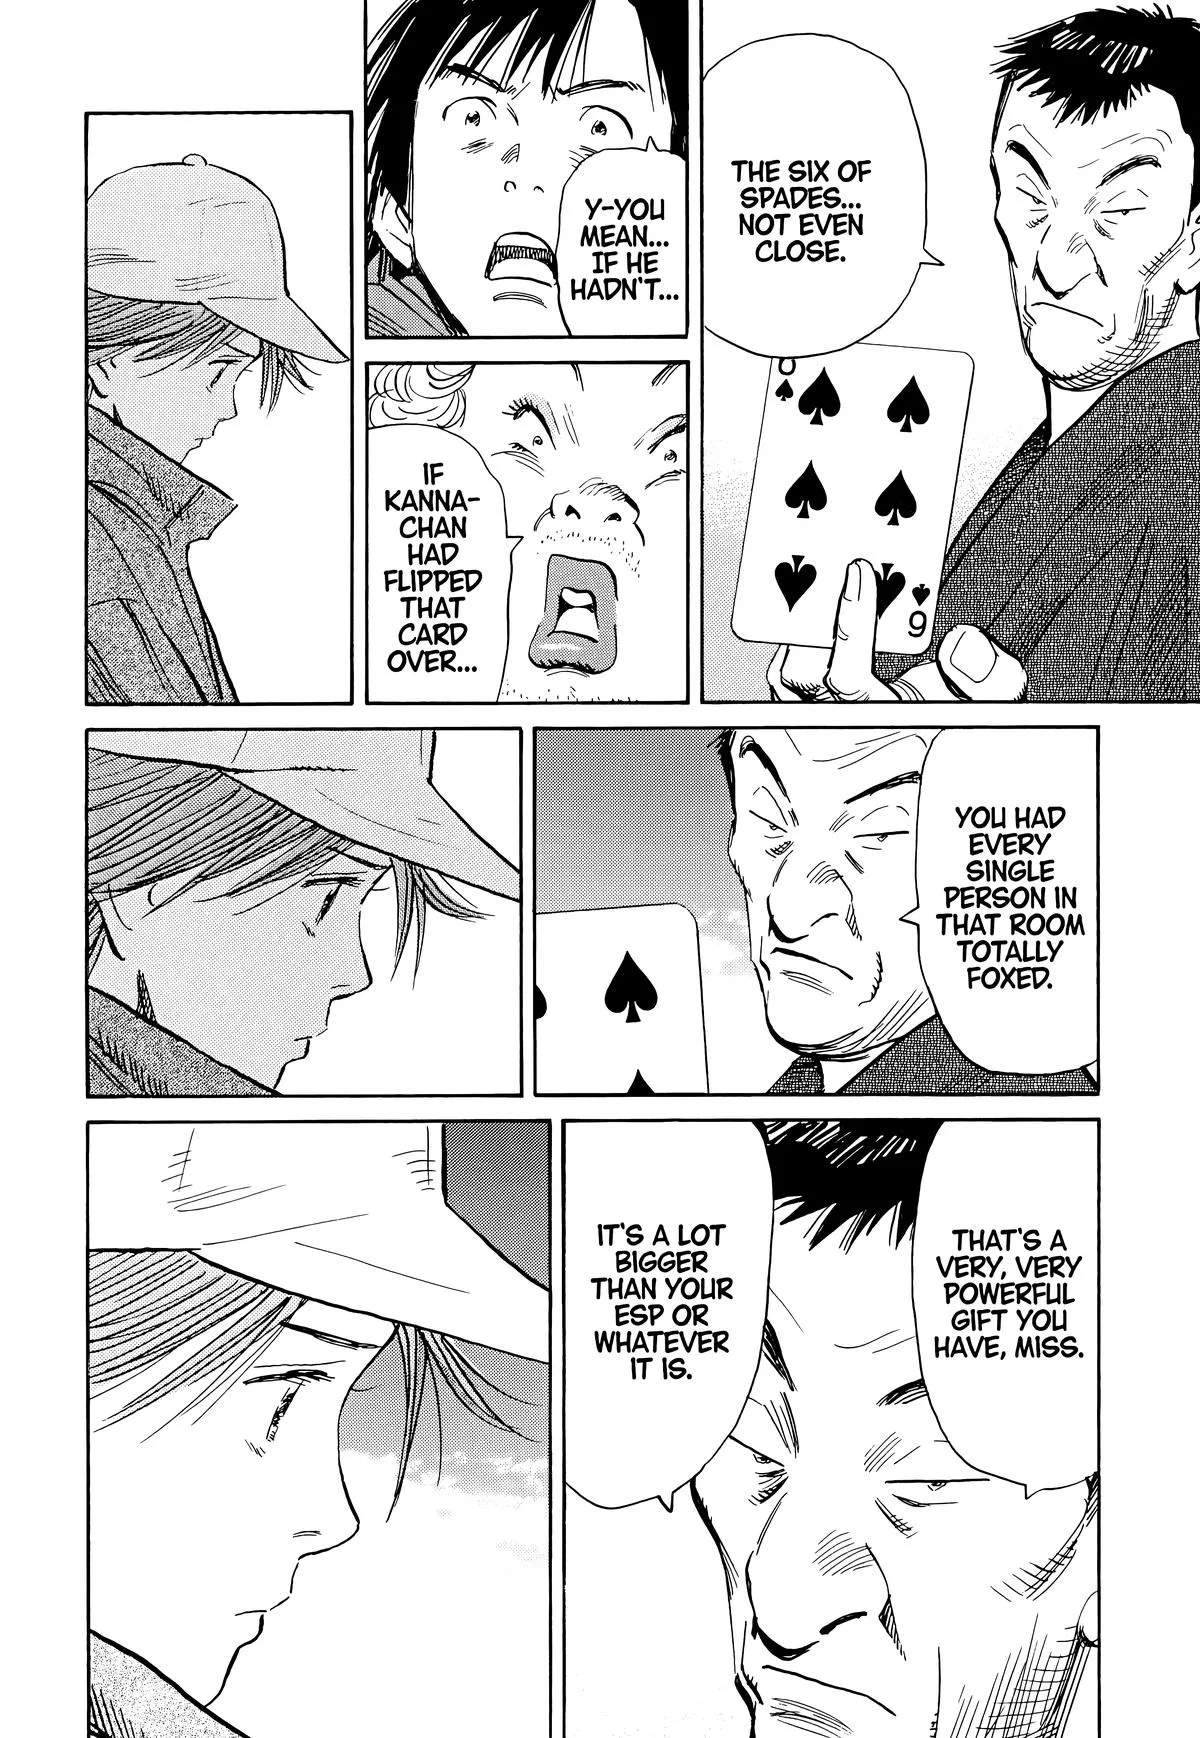 THE SIX OF
SPADES...
NOT EVEN
CLOSE.
6
9
Y-YOU
MEAN...
IF HE
HADN'T...
IF
KANNA-
CHAN
HAD
FLIPPED
THAT
CARD
OVER...
YOU HAD
EVERY
SINGLE
PERSON IN
THAT ROOM
TOTALLY
FOXED.
THAT'S A
VERY, VERY
POWERFUL
GIFT YOU
HAVE, MISS.
IT'S A LOT
BIGGER
THAN YOUR
ESP OR
WHATEVER
IT IS.